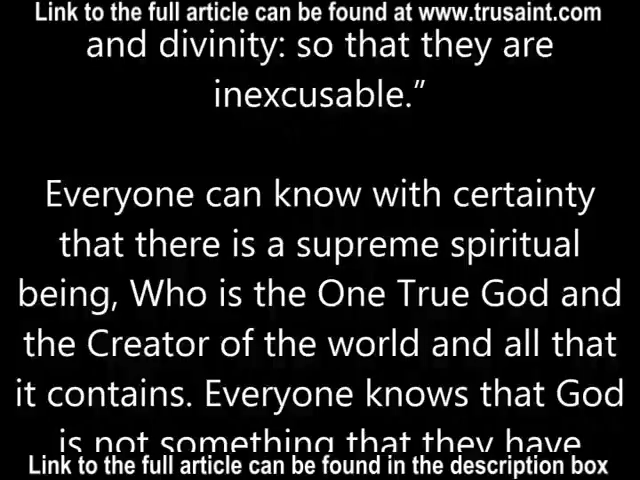 Link to the full article can be found at www.trusaint.com
and divinity: so that they are
inexcusable.”
Everyone can know with certainty
that there is a supreme spiritual
being, Who is the One True God and
the Creator of the world and all that
it contains. Everyone knows that God
is not something that they have
Link to the full article can be found in the description box